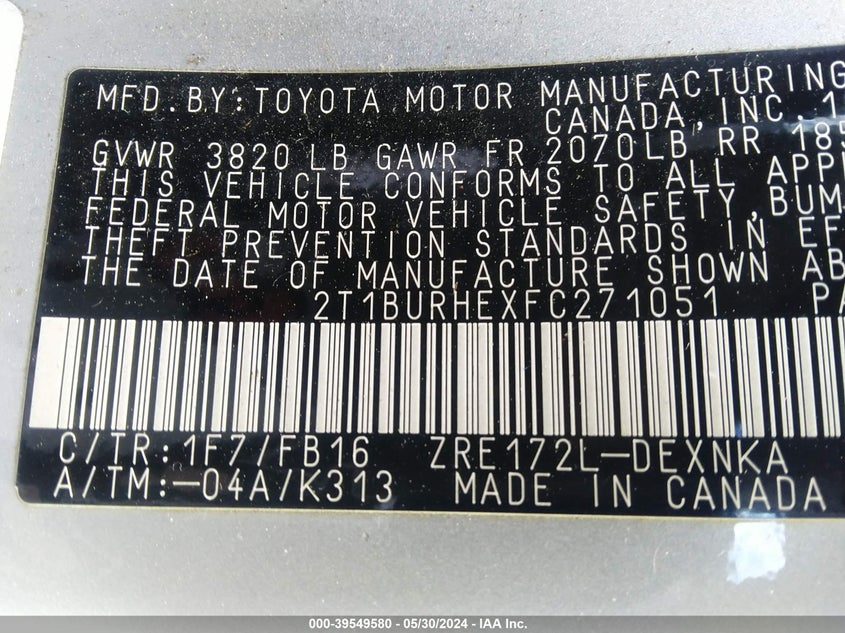 MFD.BY:TOYOTA MOTOR MANUFACTURING
CANADA,INC.
GVWR 3820 LB GAWR FR 2070LB RR
THIS VEHICLE CONFORMS TO ALL
FEDERAL MOTOR VEHICLE SAFETY,
THEFT PREVENTION STANDARDS IN
THE DATE OF MANUFACTURE SHOWN
2T1BURHEXFC271051
C/TR:1F7/FB16 ZRE172L-DEXNKA
A/TM:-04A/K313 MADE IN CANADA
000-39549580 - 05/30/2024 - IAA Inc.